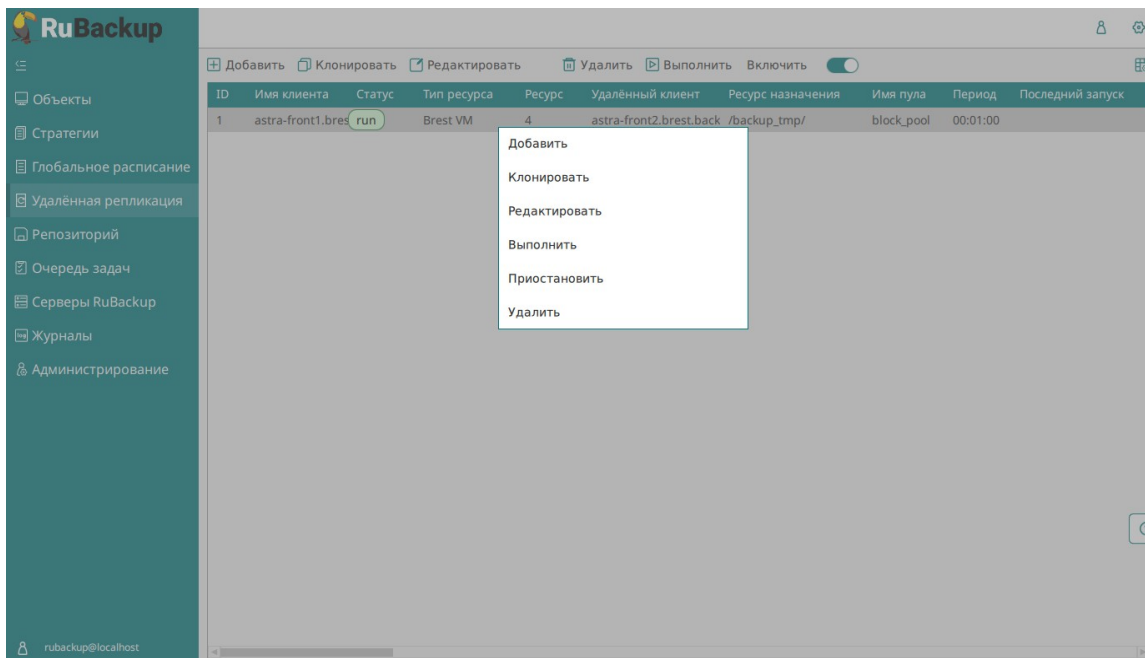 RuBackup
Добавить Клонировать Редактировать Удалить Выполнить Включить
Объекты
Стратегии
Глобальное расписание
Удалённая репликация
Репозиторий
Очередь задач
Серверы RuBackup
Журналы
Администрирование
rubackup@localhost
ID Имя клиента Статус Тип ресурса Ресурс Удалённый клиент Ресурс назначения Имя пула Период Последний запуск
1 astra-front1.bres run Brest VM 4 astra-front2.brest.back /backup_tmp/ block_pool 00:01:00
Добавить
Клонировать
Редактировать
Выполнить
Приостановить
Удалить